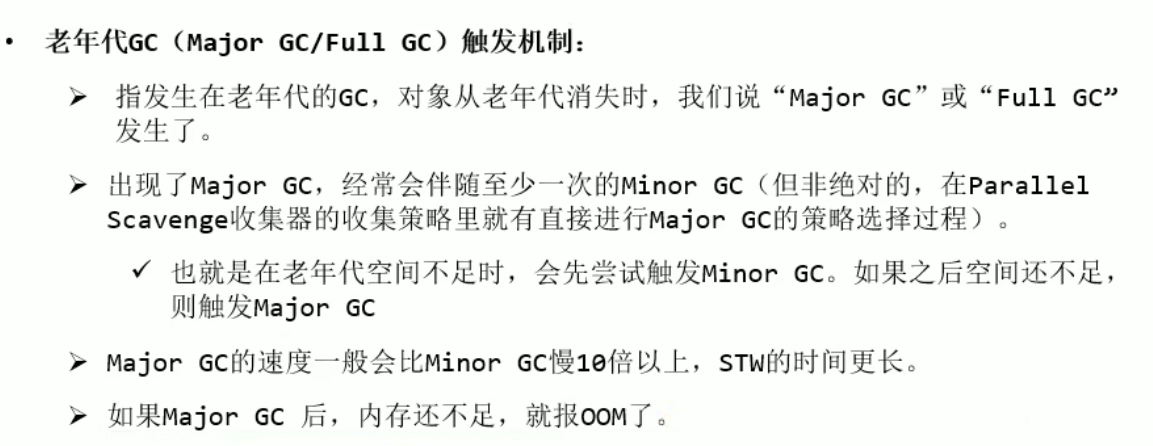 • 老年代GC（Major GC/Full GC）触发机制：
➢ 指发生在老年代的GC，对象从老年代消失时，我们说“Major GC”或“Full GC”
发生了。
➢ 出现了Major GC，经常会伴随至少一次的Minor GC（但非绝对的，在Parallel
Scavenge收集器的收集策略里就有直接进行Major GC的策略选择过程）。
✓ 也就是在老年代空间不足时，会先尝试触发Minor GC。如果之后空间还不足，
则触发Major GC
➢ Major GC的速度一般会比Minor GC慢10倍以上，STW的时间更长。
➢ 如果Major GC 后，内存还不足，就报OOM了。